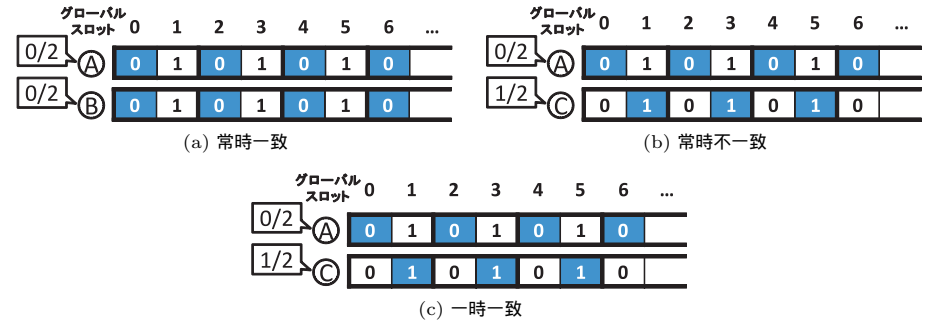 グローバル
スロット 0 1 2 3 4 5 6 ...
0/2 A 0 1 0 1 0 1 0
0/2 B 0 1 0 1 0 1 0
(a) 常時一致
グローバル
スロット 0 1 2 3 4 5 6 ...
0/2 A 0 1 0 1 0 1 0
1/2 C 0 1 0 1 0 1 0
(b) 常時不一致
グローバル
スロット 0 1 2 3 4 5 6 ...
0/2 A 0 1 0 1 0 1 0
1/2 C 0 1 0 1 0 1 0
(c) 一時一致